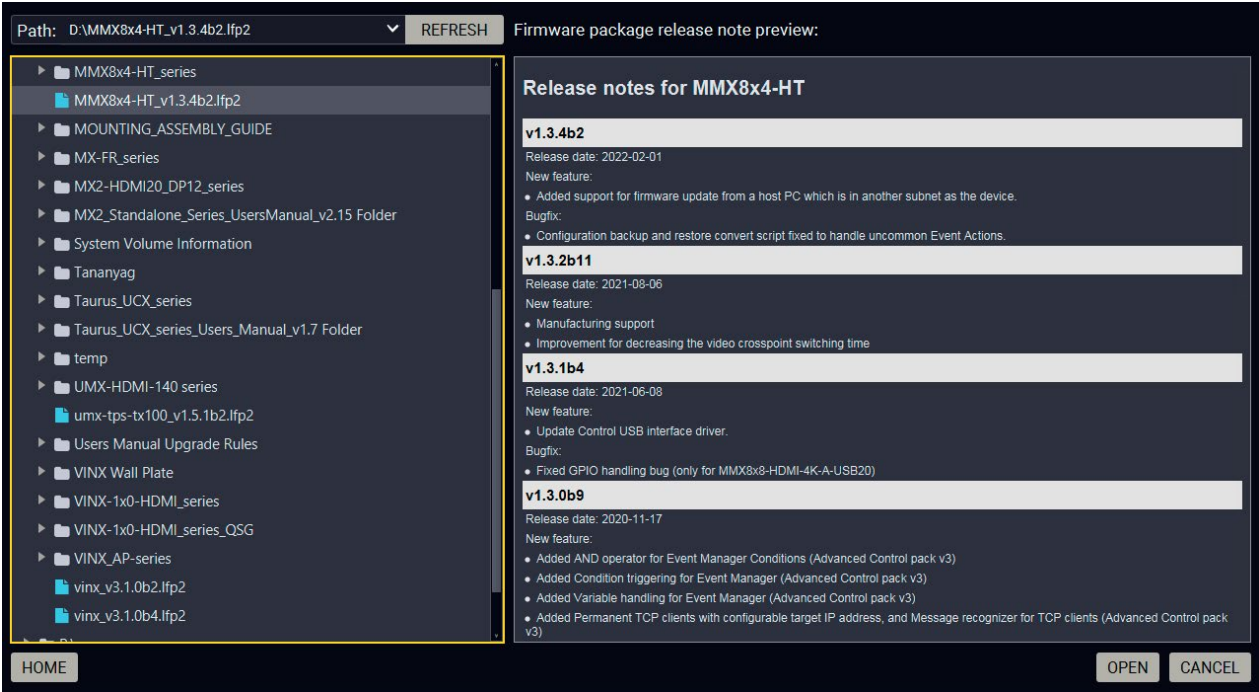 Path: D:\MMX8x4-HT_v1.3.4b2.lfp2
REFRESH
Firmware package release note preview:
MMX8x4-HT_series
MMX8x4-HT_v1.3.4b2.lfp2
MOUNTING_ASSEMBLY_GUIDE
MX-FR_series
MX2-HDMI20_DP12_series
MX2_Standalone_Series_UsersManual_v2.15 Folder
System Volume Information
Tananyag
Taurus_UCX_series
Taurus_UCX_series_Users_Manual_v1.7 Folder
temp
UMX-HDMI-140 series
umx-tps-tx100_v1.5.1b2.lfp2
Users Manual Upgrade Rules
VINX Wall Plate
VINX-1x0-HDMI_series
VINX-1x0-HDMI_series_QSG
VINX_AP-series
vinx_v3.1.0b2.lfp2
vinx_v3.1.0b4.lfp2
Release notes for MMX8x4-HT
v1.3.4b2
Release date: 2022-02-01
New feature:
• Added support for firmware update from a host PC which is in another subnet as the device.
Bugfix:
• Configuration backup and restore convert script fixed to handle uncommon Event Actions.
v1.3.2b11
Release date: 2021-08-06
New feature:
• Manufacturing support
• Improvement for decreasing the video crosspoint switching time
v1.3.1b4
Release date: 2021-06-08
New feature:
• Update Control USB interface driver.
Bugfix:
• Fixed GPIO handling bug (only for MMX8x8-HDMI-4K-A-USB20)
v1.3.0b9
Release date: 2020-11-17
New feature:
• Added AND operator for Event Manager Conditions (Advanced Control pack v3)
• Added Condition triggering for Event Manager (Advanced Control pack v3)
• Added Variable handling for Event Manager (Advanced Control pack v3)
• Added Permanent TCP clients with configurable target IP address, and Message recognizer for TCP clients (Advanced Control pack
v3)
HOME
OPEN
CANCEL